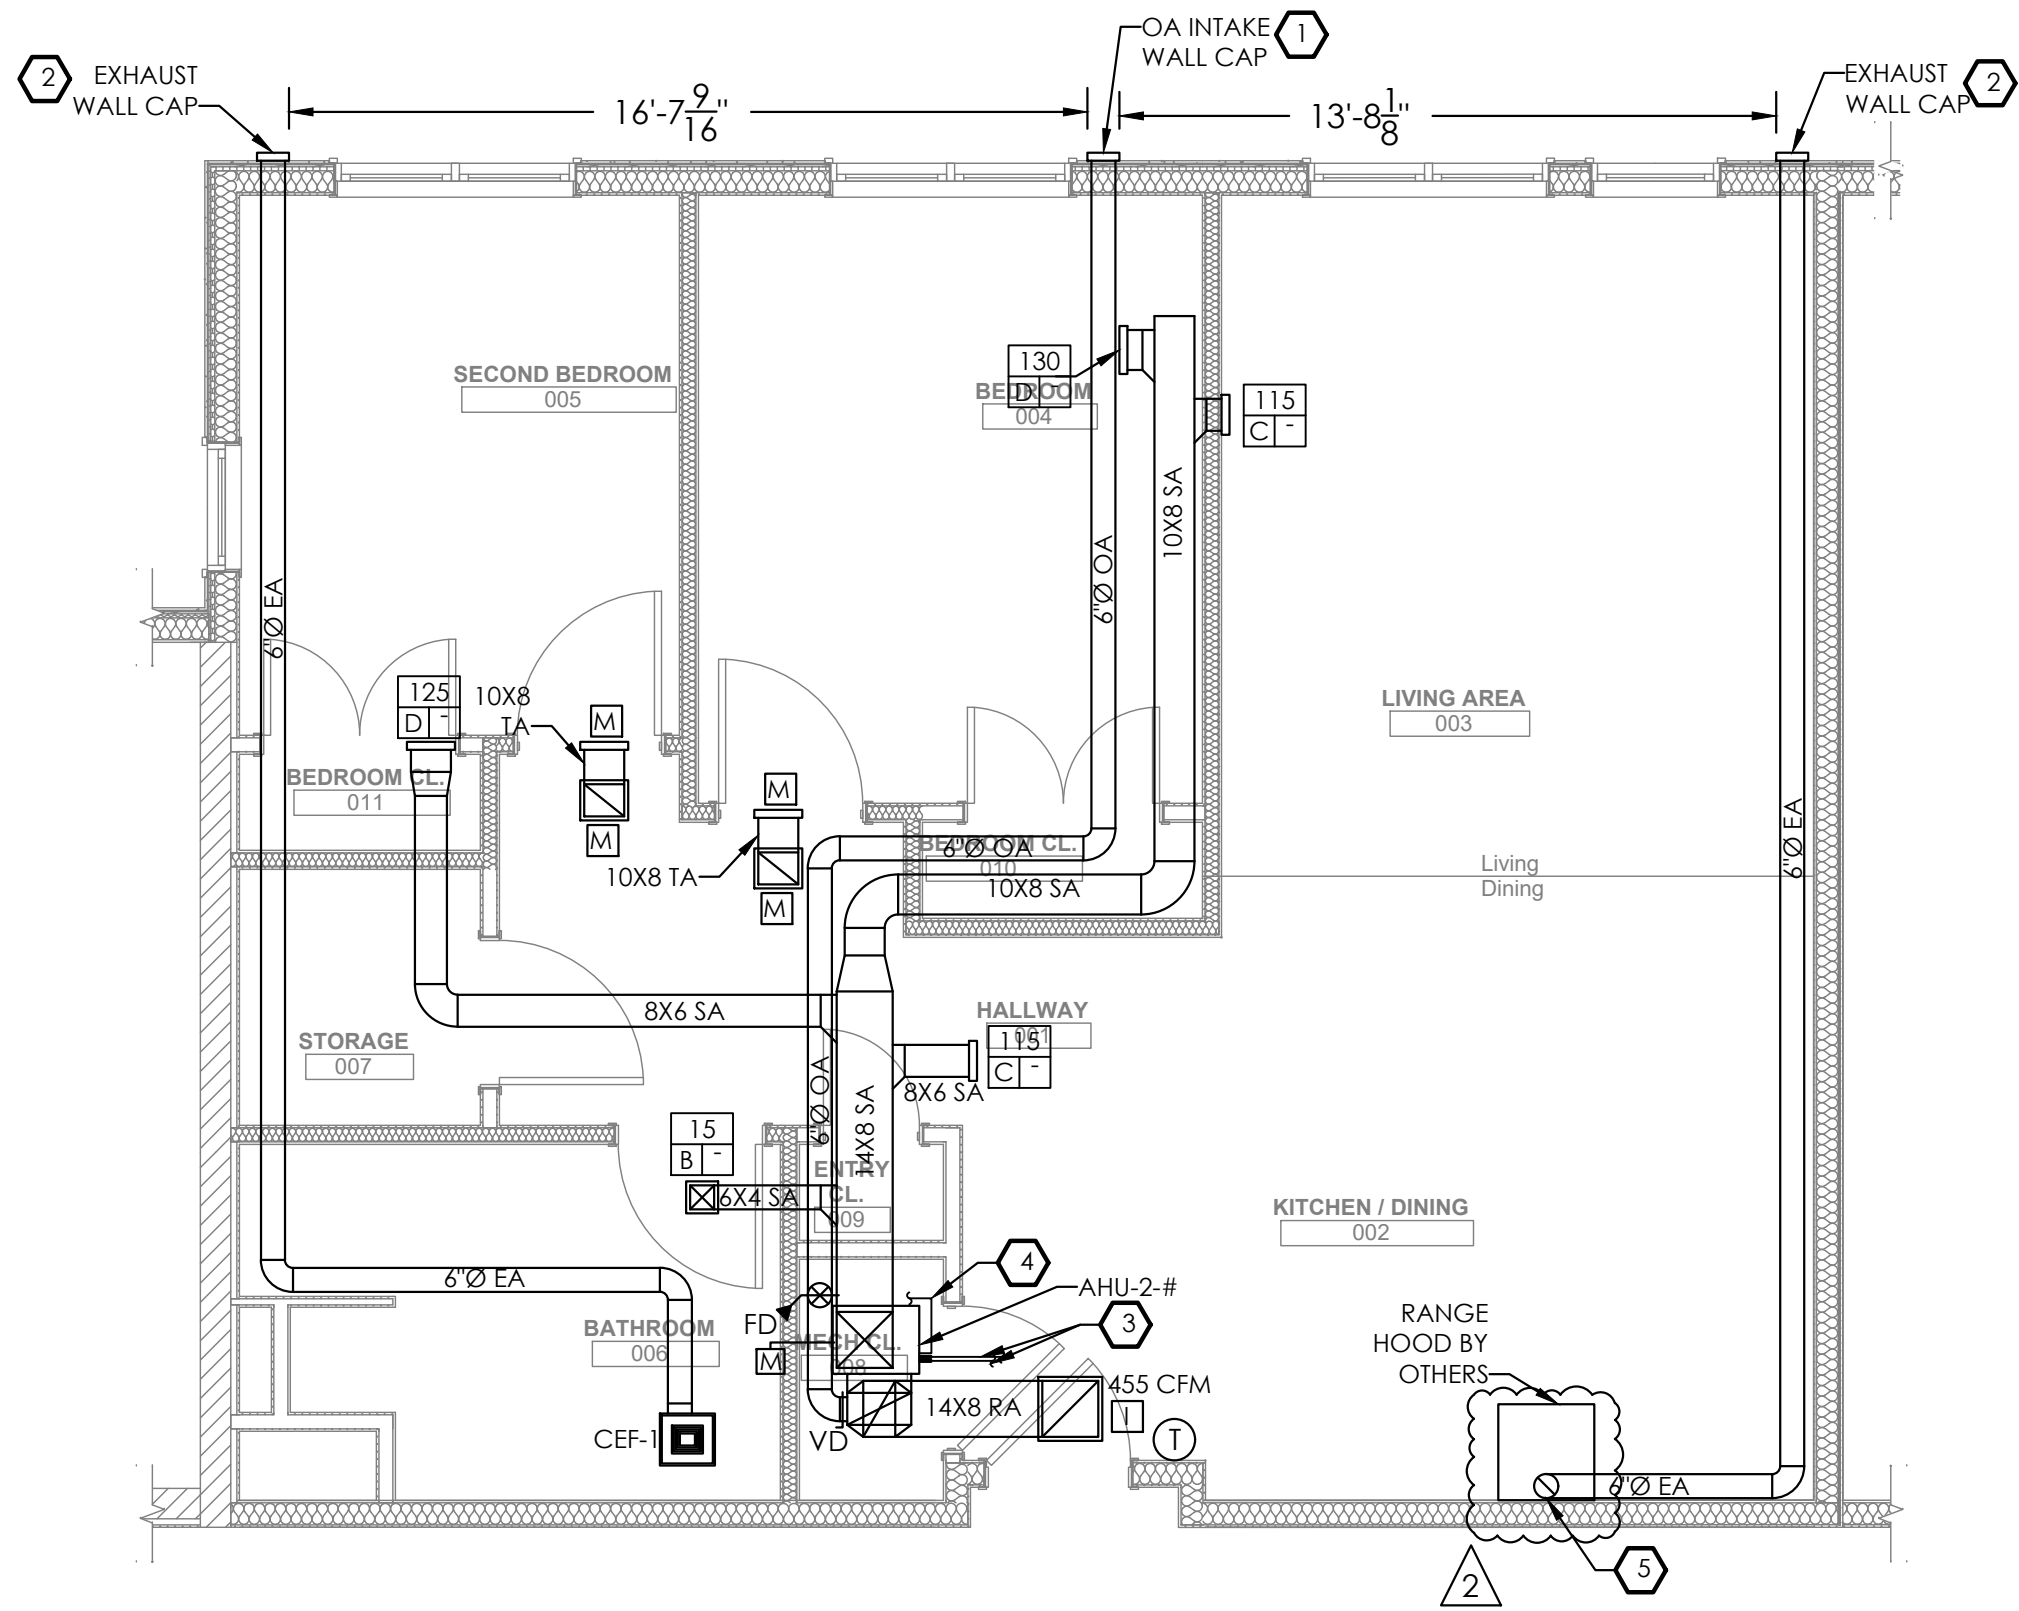 OA INTAKE
WALL CAP
1
2
EXHAUST
WALL CAP
EXHAUST
WALL CAP
2
16'-7 9/16"
13'-8 1/8"
SECOND BEDROOM
005
130
D -
BEDROOM
004
115
C -
10X8 SA
6"Ø OA
6"Ø EA
125
D -
10X8
TA
M
M
BEDROOM CL.
011
M
10X8 TA
M
LIVING AREA
003
BEDROOM CL.
6"Ø OA
010
10X8 SA
6"Ø EA
Living
Dining
8X6 SA
HALLWAY
001
115
C -
8X6 SA
STORAGE
007
6"Ø OA
14X8 SA
15
B -
6X4 SA
ENTRY
CL.
009
KITCHEN / DINING
002
4
AHU-2-#
3
6"Ø EA
FD
M
MECH CL.
008
BATHROOM
006
RANGE
HOOD BY
OTHERS
455 CFM
14X8 RA
I
T
VD
CEF-1
6"Ø EA
5
2